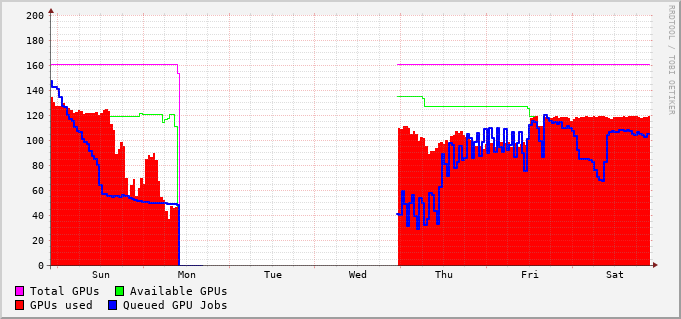 200
180
160
140
120
100
80
60
40
20
0
Sun Mon Tue Wed Thu Fri Sat
Total GPUs Available GPUs
GPUs used Queued GPU Jobs
RRDTOOL / TOBI OETIKER